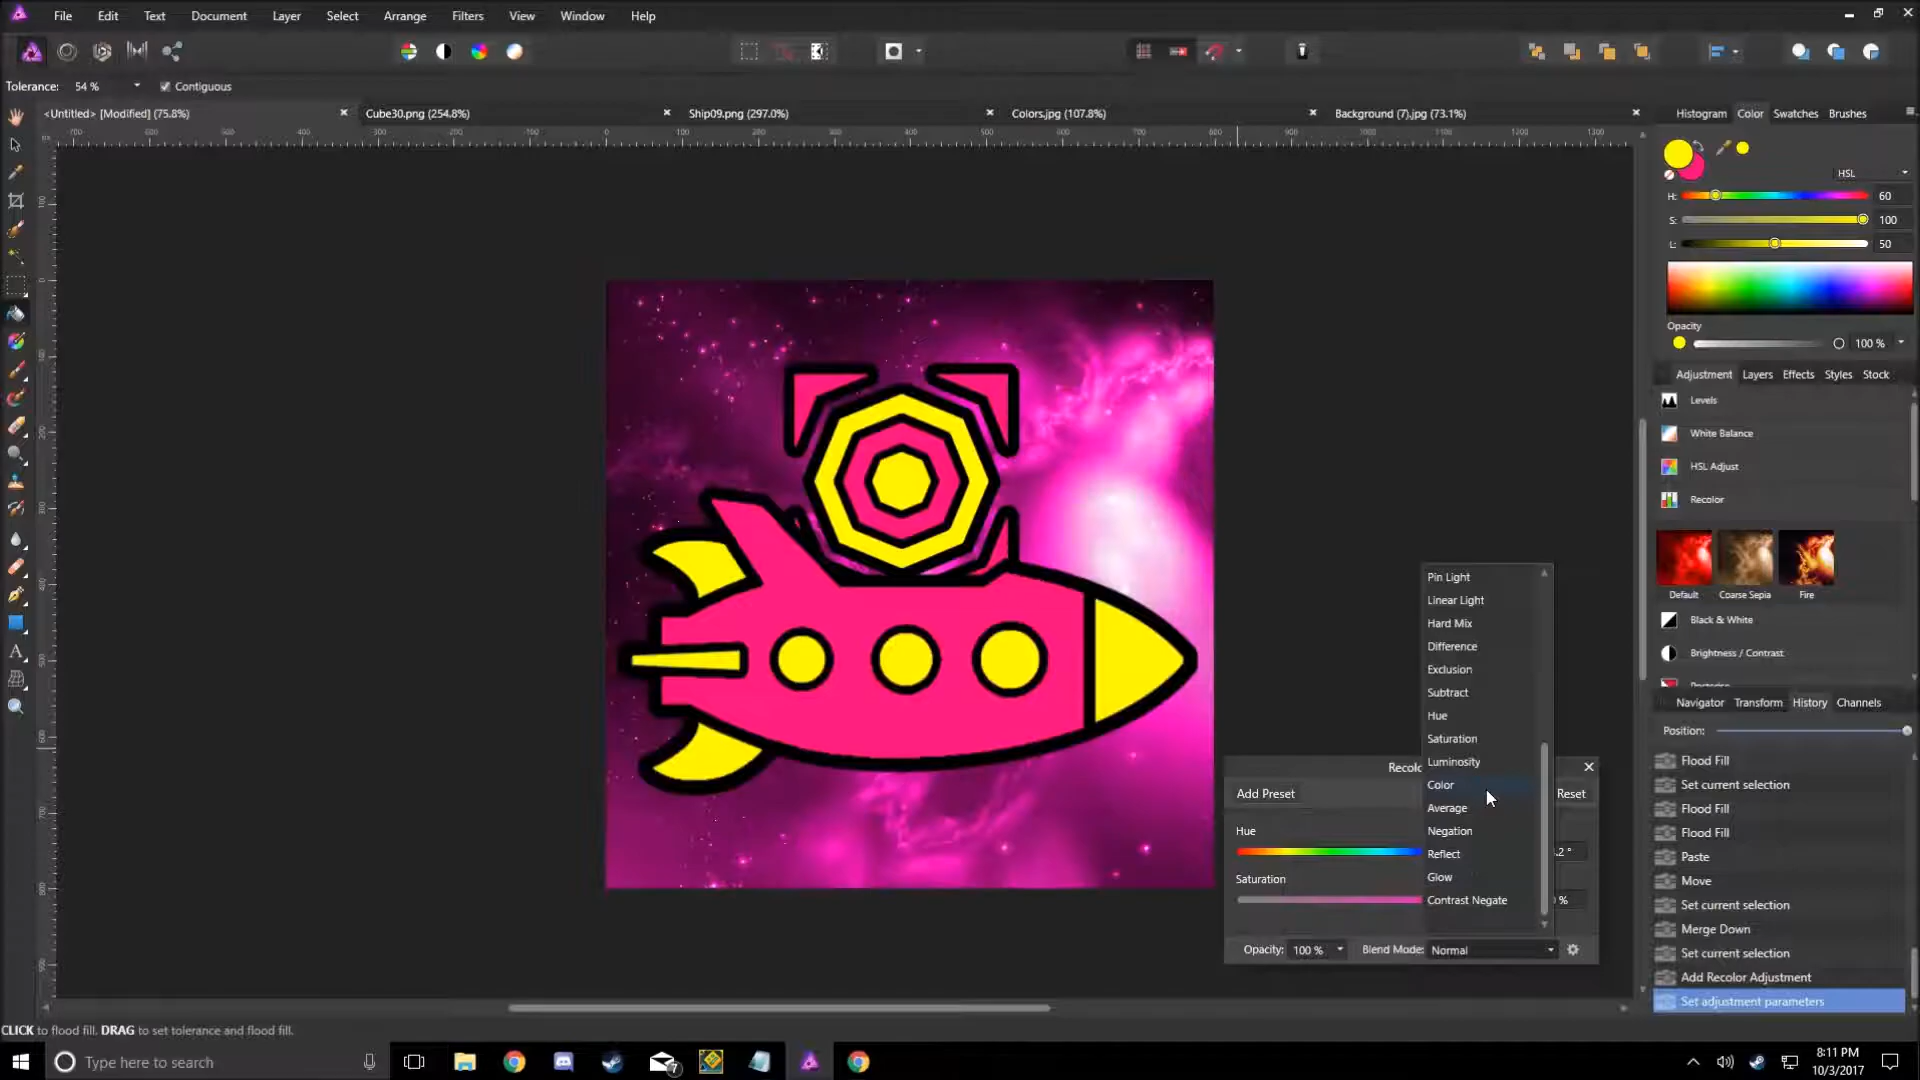 File Edit Text Document Layer Select Arrange Filters View Window Help
Tolerance: 54 % Contiguous
<Untitled> [Modified] (75.8%) Cube30.png (254.8%) Ship09.png (297.0%) Colors.jpg (107.8%) Background (7).jpg (73.1%)
Histogram Color Swatches Brushes
HSL
H: 60
S: 100
L: 50
Opacity
100 %
Adjustment Layers Effects Styles Stock
Levels
White Balance
HSL Adjust
Recolor
Default Coarse Sepia Fire
Black & White
Brightness / Contrast
Navigator Transform History Channels
Position:
Flood Fill
Set current selection
Flood Fill
Flood Fill
Paste
Move
Set current selection
Merge Down
Set current selection
Add Recolor Adjustment
Set adjustment parameters
Pin Light
Linear Light
Hard Mix
Difference
Exclusion
Subtract
Hue
Saturation
Luminosity
Color
Average
Negation
Reflect
Glow
Contrast Negate
Add Preset Reset
Hue
Saturation
Opacity: 100 % Blend Mode: Normal
CLICK to flood fill. DRAG to set tolerance and flood fill.
Type here to search
7
8:11 PM
10/3/2017